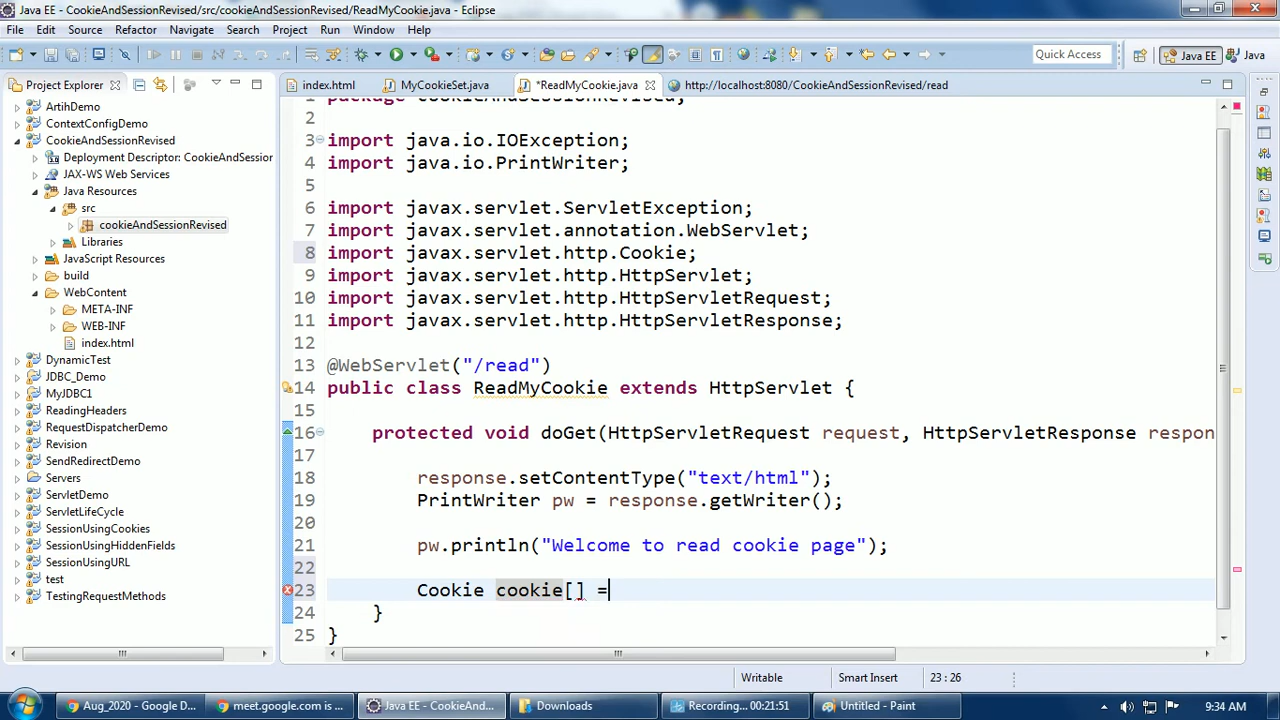 Java EE - CookieAndSessionRevised/src/cookieAndSessionRevised/ReadMyCookie.java - Eclipse
File Edit Source Refactor Navigate Search Project Run Window Help
Quick Access Java EE Java
Project Explorer
index.html MyCookieSet.java *ReadMyCookie.java http://localhost:8080/CookieAndSessionRevised/read
ArtihDemo
ContextConfigDemo
CookieAndSessionRevised
Deployment Descriptor: CookieAndSession
JAX-WS Web Services
Java Resources
src
cookieAndSessionRevised
Libraries
JavaScript Resources
build
WebContent
META-INF
WEB-INF
index.html
DynamicTest
JDBC_Demo
MyJDBC1
ReadingHeaders
RequestDispatcherDemo
Revision
SendRedirectDemo
Servers
ServletDemo
ServletLifeCycle
SessionUsingCookies
SessionUsingHiddenFields
SessionUsingURL
test
TestingRequestMethods
1 package cookieAndSessionRevised;
2
3 import java.io.IOException;
4 import java.io.PrintWriter;
5
6 import javax.servlet.ServletException;
7 import javax.servlet.annotation.WebServlet;
8 import javax.servlet.http.Cookie;
9 import javax.servlet.http.HttpServlet;
10 import javax.servlet.http.HttpServletRequest;
11 import javax.servlet.http.HttpServletResponse;
12
13 @WebServlet("/read")
14 public class ReadMyCookie extends HttpServlet {
15
16 protected void doGet(HttpServletRequest request, HttpServletResponse respon
17
18 response.setContentType("text/html");
19 PrintWriter pw = response.getWriter();
20
21 pw.println("Welcome to read cookie page");
22
23 Cookie cookie[] =
24 }
25 }
Writable Smart Insert 23 : 26
Aug_2020 - Google D... meet.google.com is ... Java EE - CookieAnd... Downloads Recording... 00:21:51 Untitled - Paint 9:34 AM